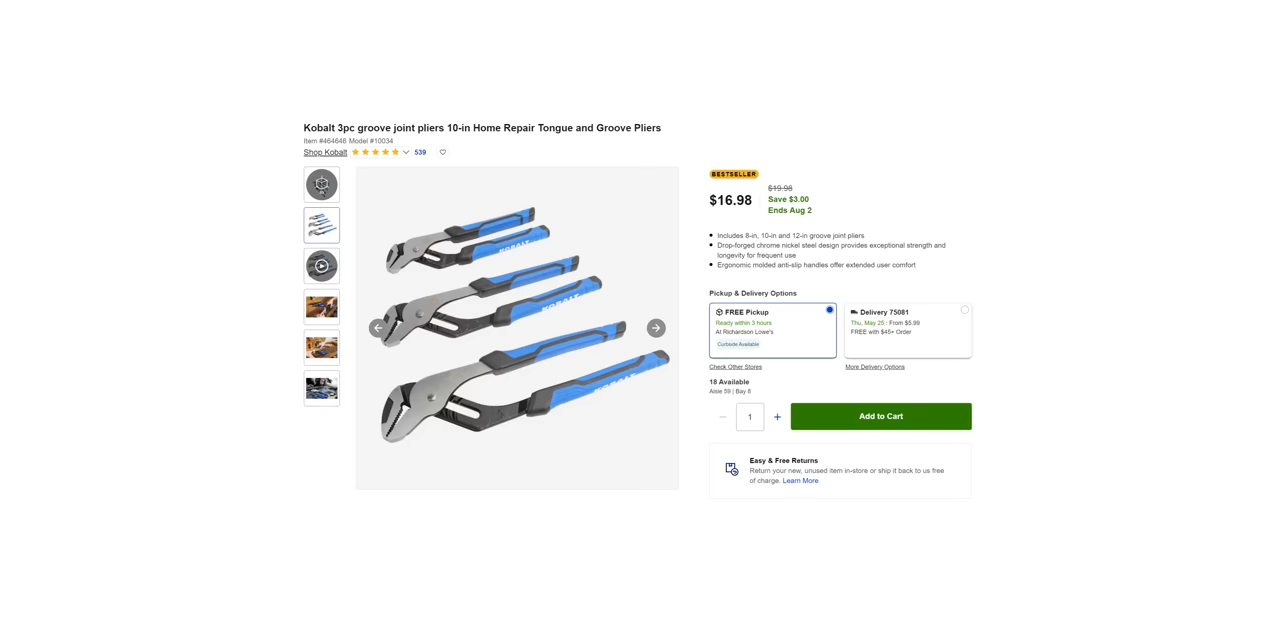 Kobalt 3pc groove joint pliers 10-in Home Repair Tongue and Groove Pliers
Item #464646 Model #10034
Shop Kobalt 539
BESTSELLER
$19.98
$16.98
Save $3.00
Ends Aug 2
Includes 8-in, 10-in and 12-in groove joint pliers
Drop-forged chrome nickel steel design provides exceptional strength and
longevity for frequent use
Ergonomic molded anti-slip handles offer extended user comfort
KOBALT
KOBALT
KOBALT
Pickup & Delivery Options
FREE Pickup
Ready within 3 hours
At Richardson Lowe's
Curbside Available
Delivery 75081
Thu, May 25 : From $5.99
FREE with $45+ Order
Check Other Stores
More Delivery Options
18 Available
Aisle 59 | Bay 8
1
Add to Cart
Easy & Free Returns
Return your new, unused item in-store or ship it back to us free
of charge. Learn More